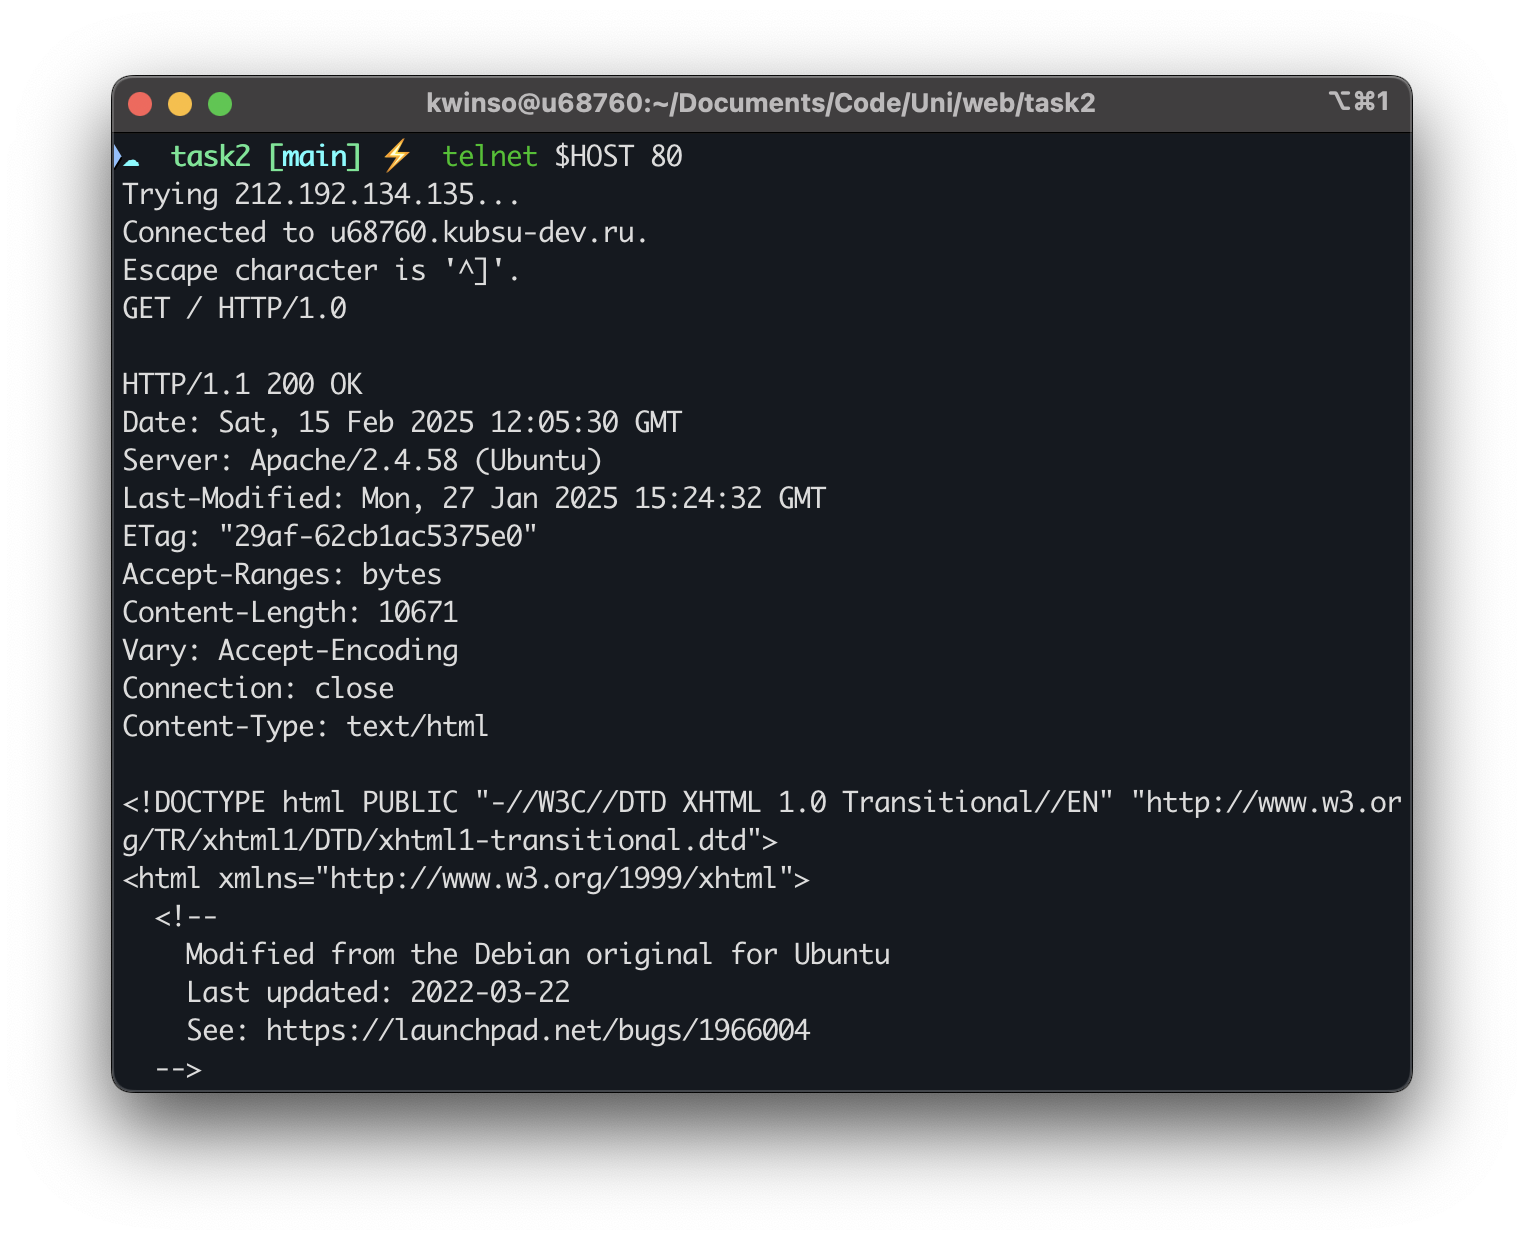 kwinso@u68760:~/Documents/Code/Uni/web/task2 ⌥⌘1
task2 [main] ⚡ telnet $HOST 80
Trying 212.192.134.135...
Connected to u68760.kubsu-dev.ru.
Escape character is '^]'.
GET / HTTP/1.0
HTTP/1.1 200 OK
Date: Sat, 15 Feb 2025 12:05:30 GMT
Server: Apache/2.4.58 (Ubuntu)
Last-Modified: Mon, 27 Jan 2025 15:24:32 GMT
ETag: "29af-62cb1ac5375e0"
Accept-Ranges: bytes
Content-Length: 10671
Vary: Accept-Encoding
Connection: close
Content-Type: text/html
<!DOCTYPE html PUBLIC "-//W3C//DTD XHTML 1.0 Transitional//EN" "http://www.w3.or
g/TR/xhtml1/DTD/xhtml1-transitional.dtd">
<html xmlns="http://www.w3.org/1999/xhtml">
  <!--
    Modified from the Debian original for Ubuntu
    Last updated: 2022-03-22
    See: https://launchpad.net/bugs/1966004
  -->